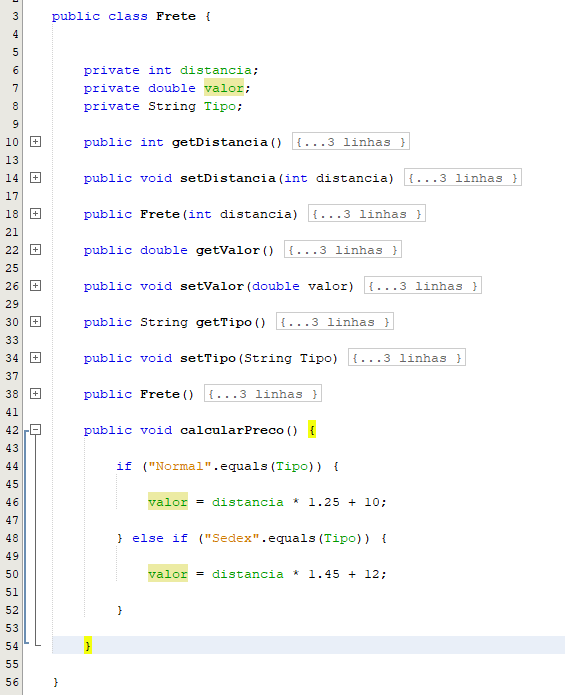 3 public class Frete {
4
5
6 private int distancia;
7 private double valor;
8 private String Tipo;
9
10 public int getDistancia() {...3 linhas }
13
14 public void setDistancia(int distancia) {...3 linhas }
17
18 public Frete(int distancia) {...3 linhas }
21
22 public double getValor() {...3 linhas }
25
26 public void setValor(double valor) {...3 linhas }
29
30 public String getTipo() {...3 linhas }
33
34 public void setTipo(String Tipo) {...3 linhas }
37
38 public Frete() {...3 linhas }
41
42 public void calcularPreco() {
43
44 if ("Normal".equals(Tipo)) {
45
46 valor = distancia * 1.25 + 10;
47
48 } else if ("Sedex".equals(Tipo)) {
49
50 valor = distancia * 1.45 + 12;
51
52 }
53
54 }
55
56 }